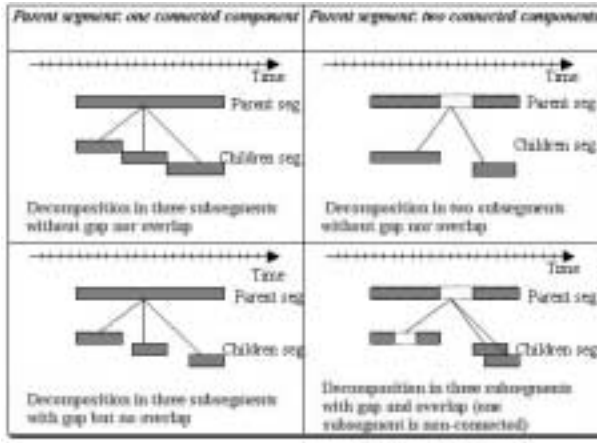 Parent segment: one connected component
Parent segment: two connected components
Time
Parent seg
Children seg
Decomposition in three subsegments
without gap nor overlap
Time
Parent seg
Children seg
Decomposition in two subsegments
without gap nor overlap
Time
Parent seg
Children seg
Decomposition in three subsegments
with gap but no overlap
Time
Parent seg
Children seg
Decomposition in three subsegments
with gap and overlap (one
subsegment is non-connected)